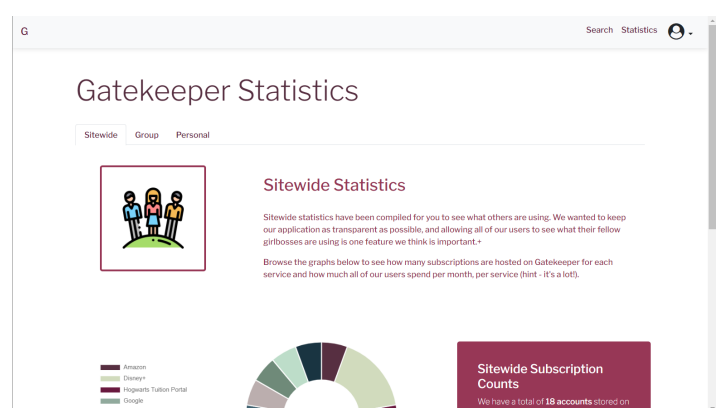 G
Search Statistics
Gatekeeper Statistics
Sitewide Group Personal
Sitewide Statistics
Sitewide statistics have been compiled for you to see what others are using. We wanted to keep
our application as transparent as possible, and allowing all of our users to see what their fellow
girlbosses are using is one feature we think is important.+
Browse the graphs below to see how many subscriptions are hosted on Gatekeeper for each
service and how much all of our users spend per month, per service (hint - it's a lot!).
Amazon
Disney+
Hogwarts Tuition Portal
Google
Sitewide Subscription
Counts
We have a total of 18 accounts stored on